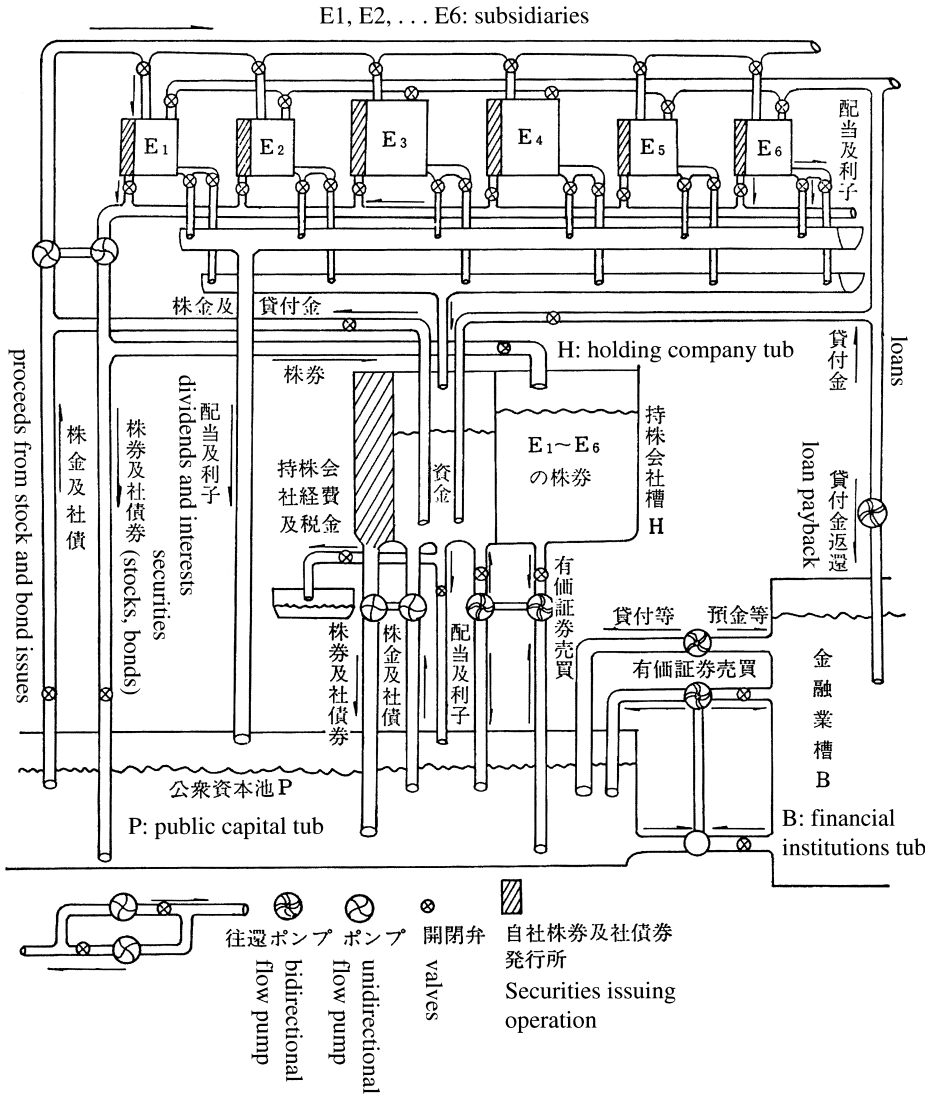 E1, E2, . . . E6: subsidiaries
E1
E2
E3
E4
E5
E6
配当及利子
株金及 貸付金
H: holding company tub
株券
貸付金
loans
proceeds from stock and bond issues
株金及社債
株券及社債券
(stocks, bonds)
securities
dividends and interests
配当及利子
持株会
社経費
及税金
資金
E1～E6
の株券
持株会社槽
H
loan payback
貸付金返還
株券及社債券
株金及社債
配当及利子
有価証券売買
貸付等 預金等
有価証券売買
金融業槽
B
公衆資本池P
P: public capital tub
B: financial
institutions tub
往還ポンプ
bidirectional
flow pump
ポンプ
unidirectional
flow pump
開閉弁
valves
自社株券及社債券
発行所
Securities issuing
operation